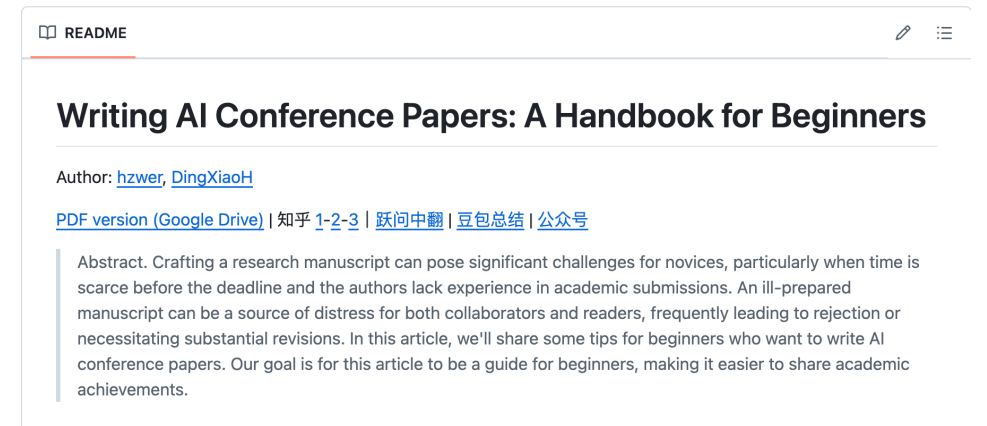 README
Writing AI Conference Papers: A Handbook for Beginners
Author: hzwer, DingXiaoH
PDF version (Google Drive) | 知乎 1-2-3 | 跃问中翻 | 豆包总结 | 公众号
Abstract. Crafting a research manuscript can pose significant challenges for novices, particularly when time is
scarce before the deadline and the authors lack experience in academic submissions. An ill-prepared
manuscript can be a source of distress for both collaborators and readers, frequently leading to rejection or
necessitating substantial revisions. In this article, we'll share some tips for beginners who want to write AI
conference papers. Our goal is for this article to be a guide for beginners, making it easier to share academic
achievements.